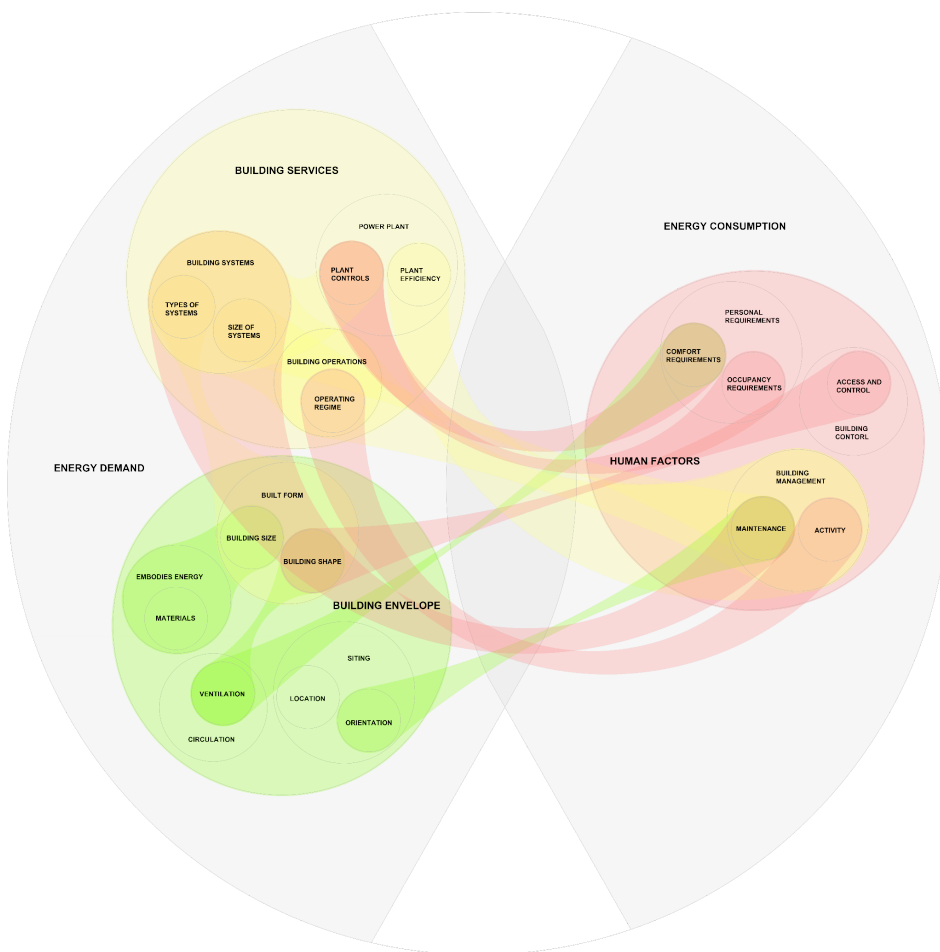 BUILDING SERVICES
POWER PLANT
BUILDING SYSTEMS
PLANT
CONTROLS
PLANT
EFFICIENCY
TYPES OF
SYSTEMS
SIZE OF
SYSTEMS
BUILDING OPERATIONS
OPERATING
REGIME
ENERGY DEMAND
BUILT FORM
BUILDING SIZE
BUILDING SHAPE
EMBODIES ENERGY
MATERIALS
BUILDING ENVELOPE
SITING
VENTILATION
LOCATION
ORIENTATION
CIRCULATION
ENERGY CONSUMPTION
PERSONAL
REQUIREMENTS
COMFORT
REQUIREMENTS
OCCUPANCY
REQUIREMENTS
ACCESS AND
CONTROL
BUILDING
CONTORL
HUMAN FACTORS
BUILDING
MANAGEMENT
MAINTENANCE
ACTIVITY